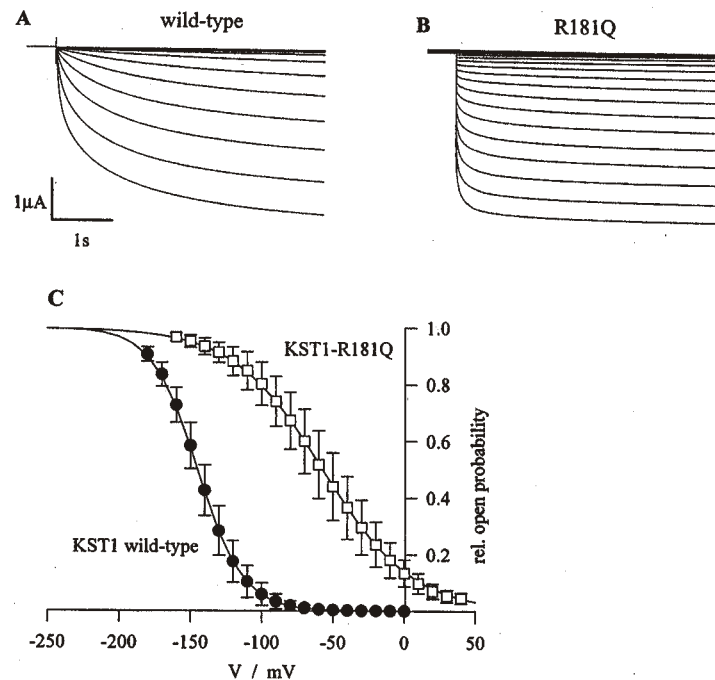 A
wild-type
B
R181Q
1μA
1s
C
1.0
KST1-R181Q
0.8
0.6
0.4
KST1 wild-type
0.2
rel. open probability
-250
-200
-150
-100
-50
0
50
V / mV